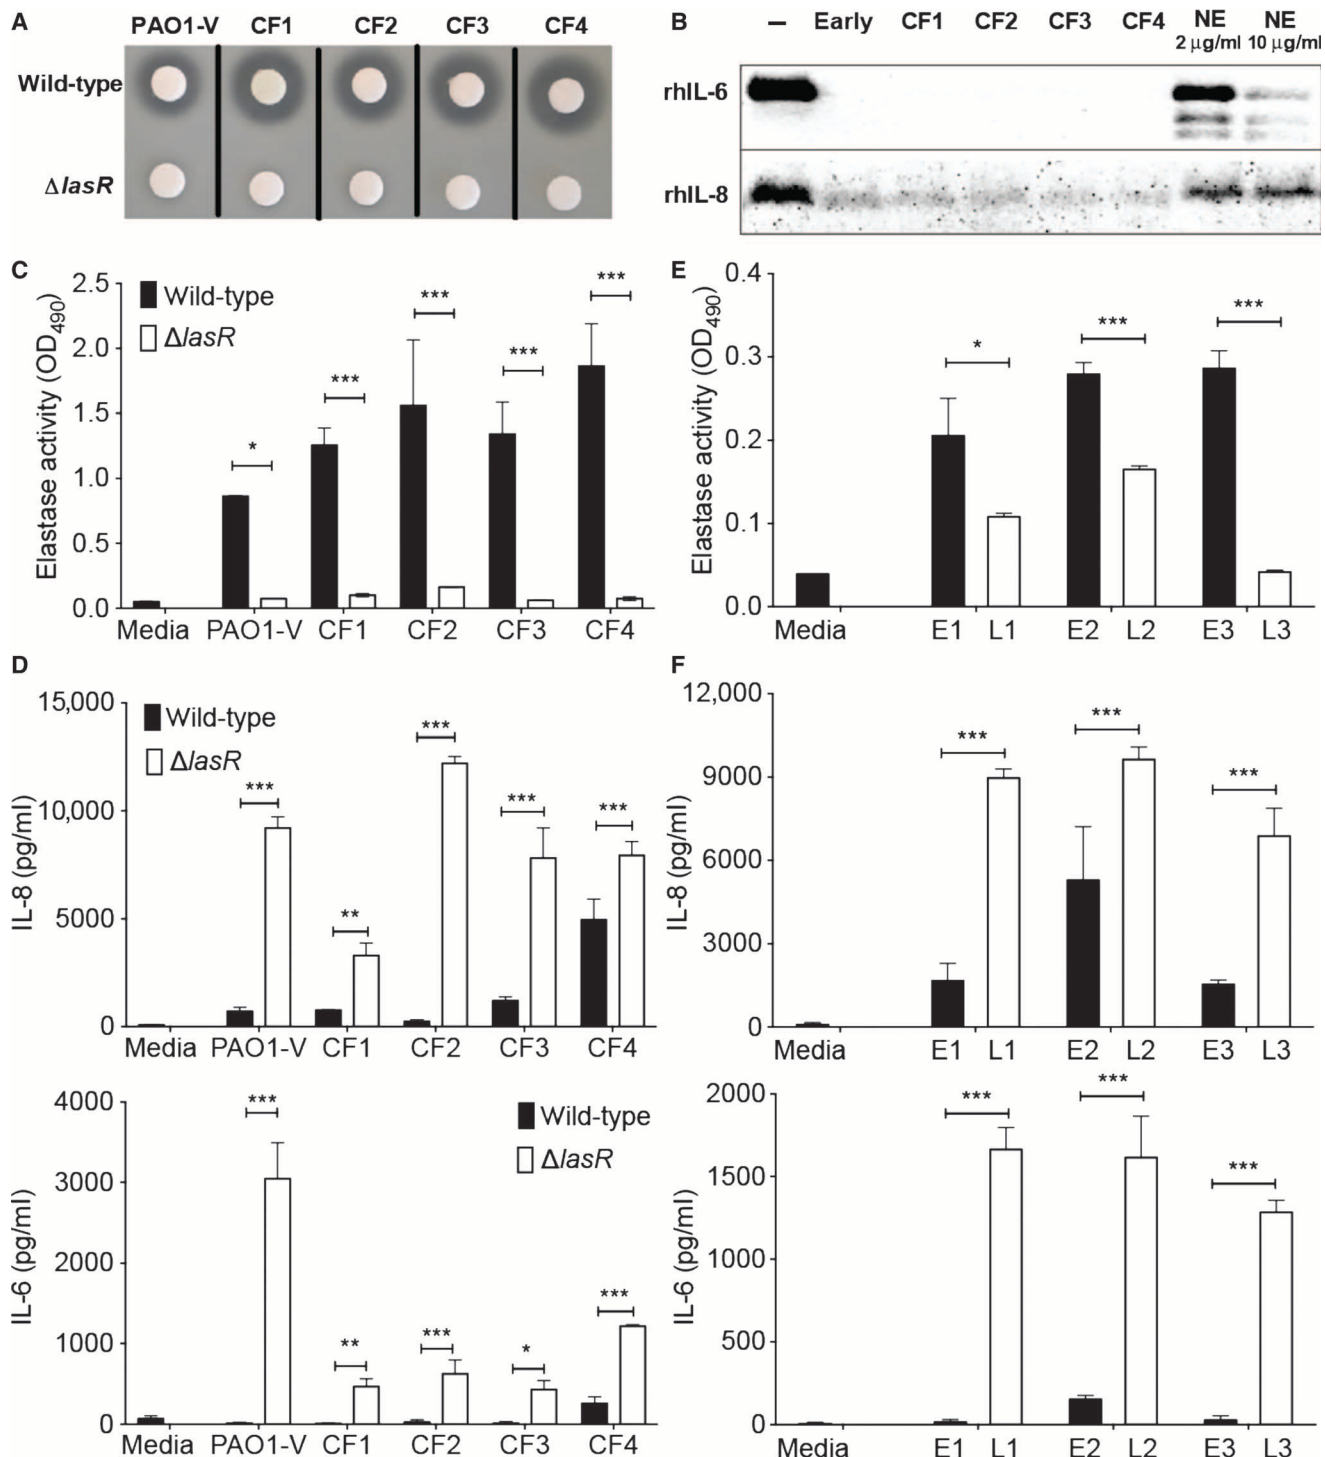 A
PAO1-V CF1 CF2 CF3 CF4
Wild-type
ΔlasR
B
– Early CF1 CF2 CF3 CF4 NE NE
2 µg/ml 10 µg/ml
rhIL-6
rhIL-8
C
Elastase activity (OD490)
2.5
2.0
1.5
1.0
0.5
0.0
Wild-type
ΔlasR
* *** *** *** ***
Media PAO1-V CF1 CF2 CF3 CF4
E
Elastase activity (OD490)
0.4
0.3
0.2
0.1
0.0
* *** ***
Media E1 L1 E2 L2 E3 L3
D
IL-8 (pg/ml)
15,000
10,000
5000
0
Wild-type
ΔlasR
*** ** *** *** ***
Media PAO1-V CF1 CF2 CF3 CF4
F
IL-8 (pg/ml)
12,000
9000
6000
3000
0
*** *** ***
Media E1 L1 E2 L2 E3 L3
IL-6 (pg/ml)
4000
3000
2000
1000
0
Wild-type
ΔlasR
*** ** *** * ***
Media PAO1-V CF1 CF2 CF3 CF4
IL-6 (pg/ml)
2000
1500
1000
500
0
*** *** ***
Media E1 L1 E2 L2 E3 L3